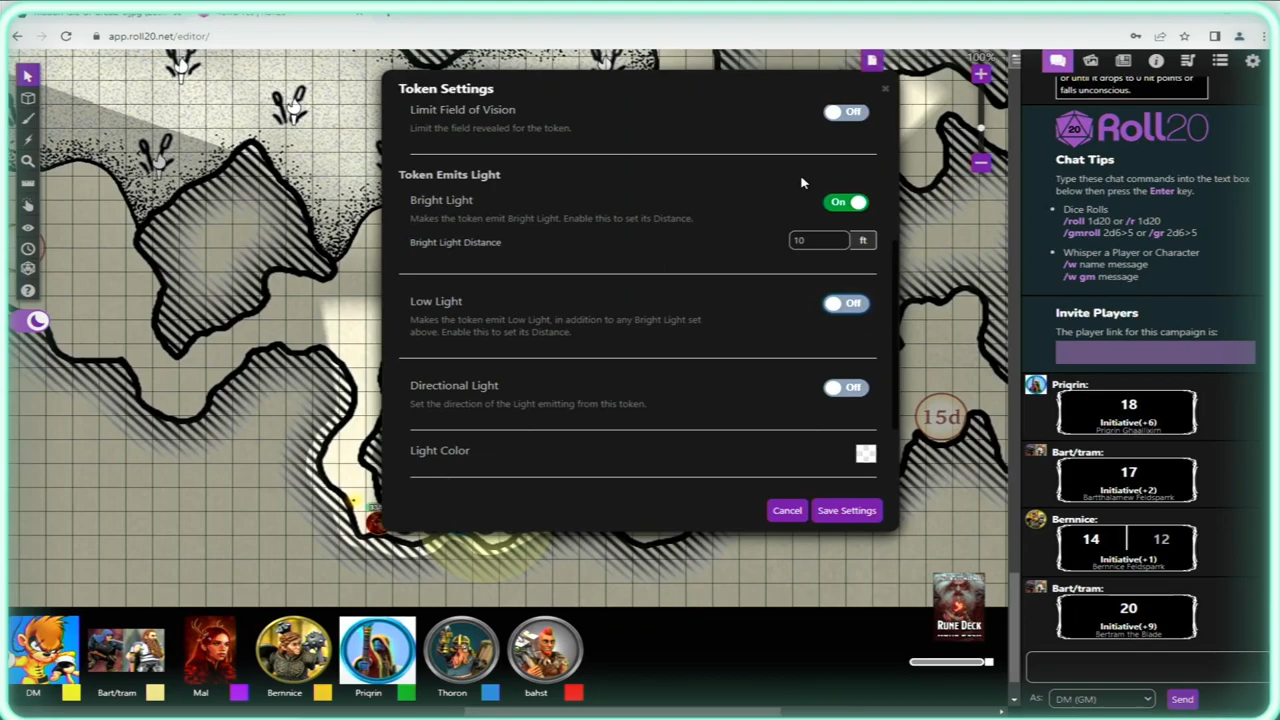 app.roll20.net/editor/
100%
Token Settings
Limit Field of Vision
Off
Limit the field revealed for the token.
Token Emits Light
Bright Light
On
Makes the token emit Bright Light. Enable this to set its Distance.
Bright Light Distance
10
ft
Low Light
Off
Makes the token emit Low Light, in addition to any Bright Light set
above. Enable this to set its Distance.
Directional Light
Off
Set the direction of the Light emitting from this token.
Light Color
Cancel
Save Settings
15d
RUNE DECK
DM
Bart/tram
Mal
Bernnice
Priqrin
Thoron
bahst
or until it drops to 0 hit points or
falls unconscious.
20
Roll20
Chat Tips
Type these chat commands into the text box
below then press the Enter key.
• Dice Rolls
/roll 1d20 or /r 1d20
/gmroll 2d6>5 or /gr 2d6>5
• Whisper a Player or Character
/w name message
/w gm message
Invite Players
The player link for this campaign is:
Priqrin:
18
Initiative(+6)
Bart/tram:
17
Initiative(+2)
Bartthalamew Feldsparrk
Bernnice:
14
12
Initiative(+1)
Bernnice Feldsparrk
Bart/tram:
20
Initiative(+9)
Bertram the Blade
As:
DM (GM)
Send